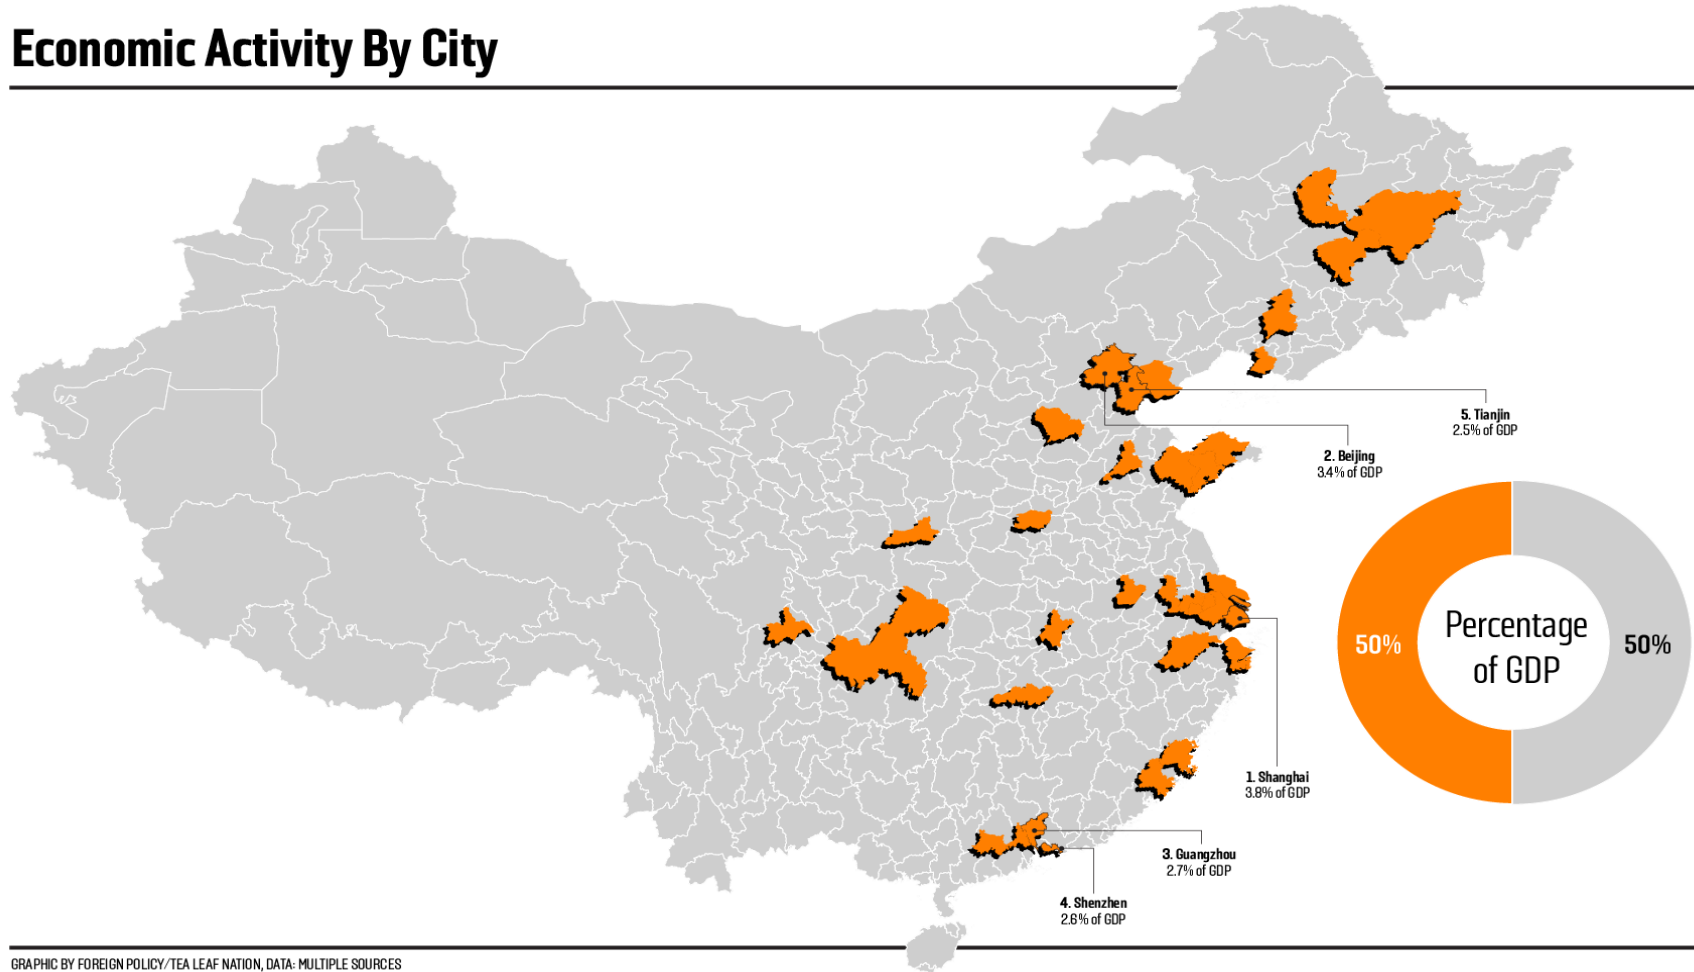 Economic Activity By City
5. Tianjin
2.5% of GDP
2. Beijing
3.4% of GDP
50%
Percentage
of GDP
50%
1. Shanghai
3.8% of GDP
3. Guangzhou
2.7% of GDP
4. Shenzhen
2.6% of GDP
GRAPHIC BY FOREIGN POLICY/TEA LEAF NATION, DATA: MULTIPLE SOURCES